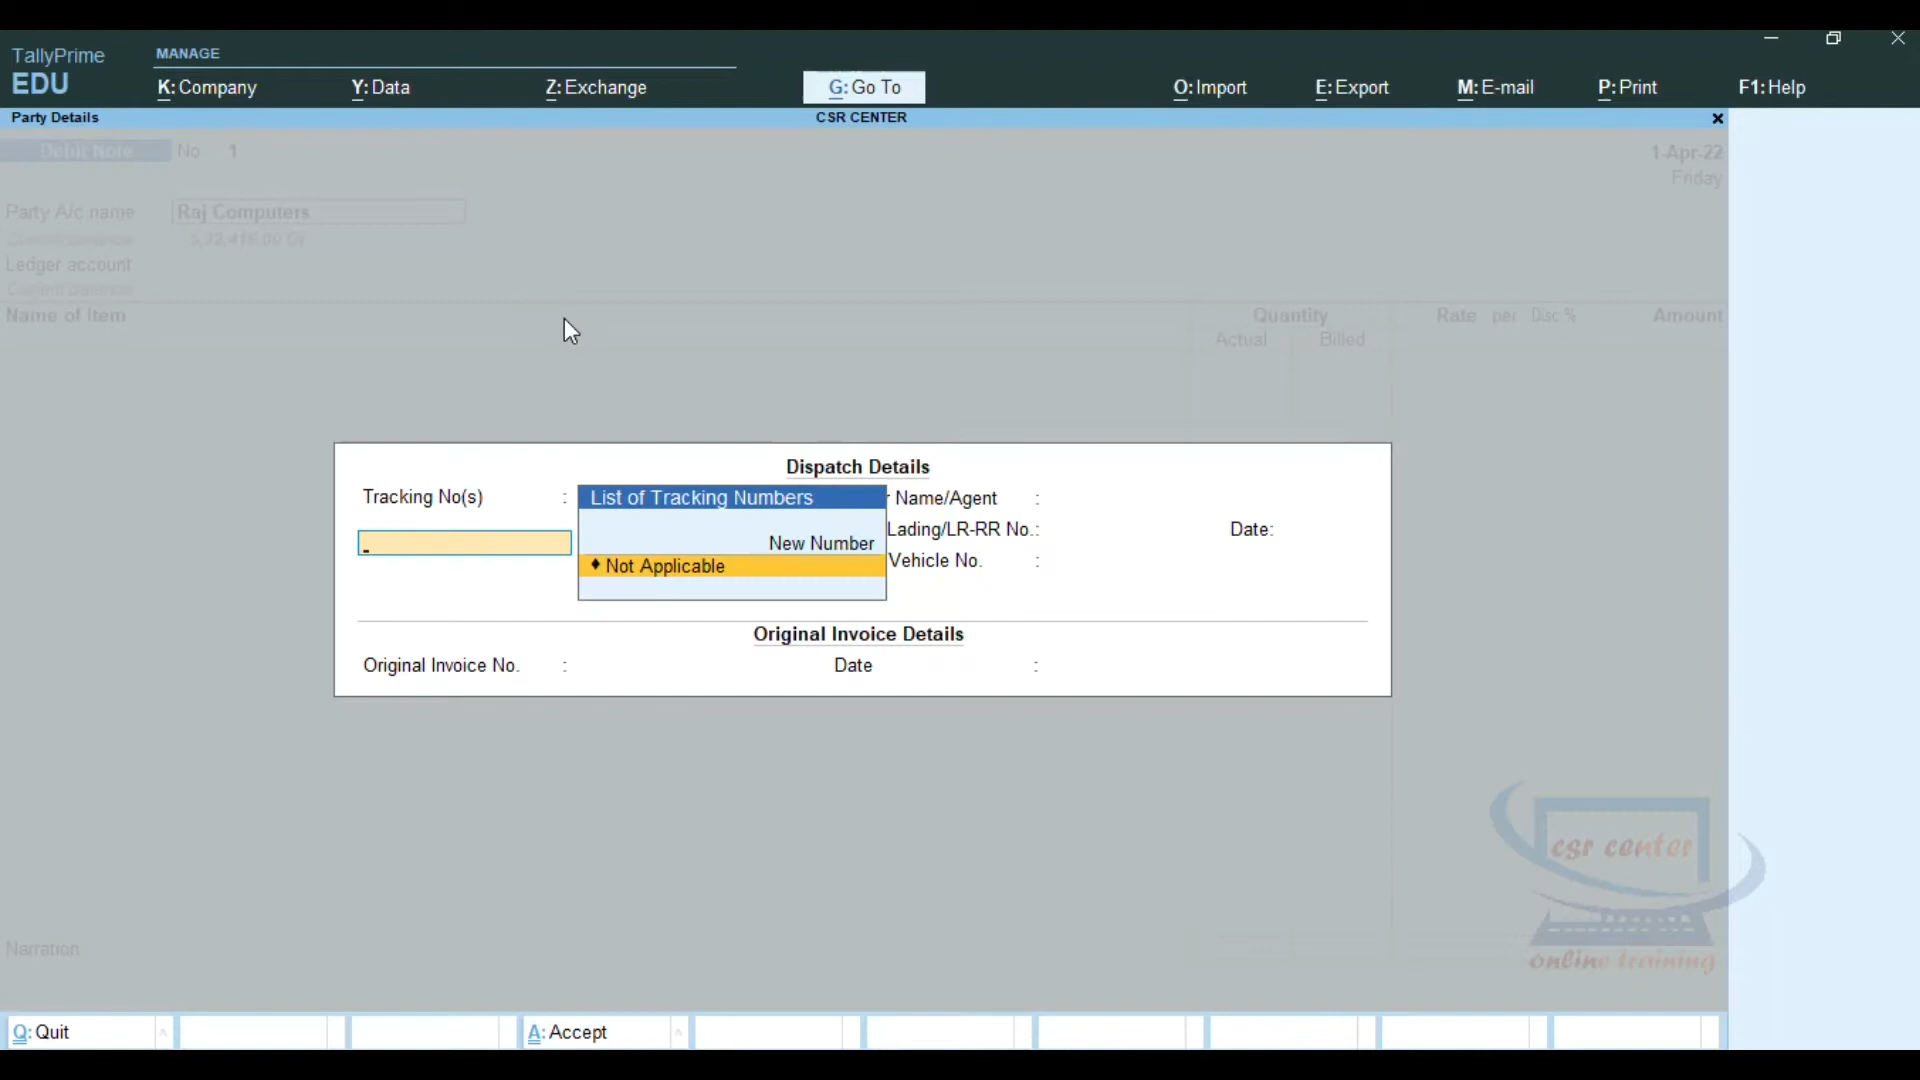 TallyPrime
EDU
MANAGE
K: Company
Y: Data
Z: Exchange
G: Go To
O: Import
E: Export
M: E-mail
P: Print
F1: Help
Party Details
CSR CENTER
Debit Note No. 1
1-Apr-22
Friday
Party A/c name Raj Computers
Current balance
Ledger account
Current balance
Name of Item
Quantity
Rate per Disc % Amount
Actual Billed
Dispatch Details
Tracking No(s) :
List of Tracking Numbers
New Number
♦ Not Applicable
Name/Agent :
Lading/LR-RR No. :
Date:
Vehicle No. :
Original Invoice Details
Original Invoice No. :
Date :
csr center
online training
Narration
Q: Quit
A: Accept